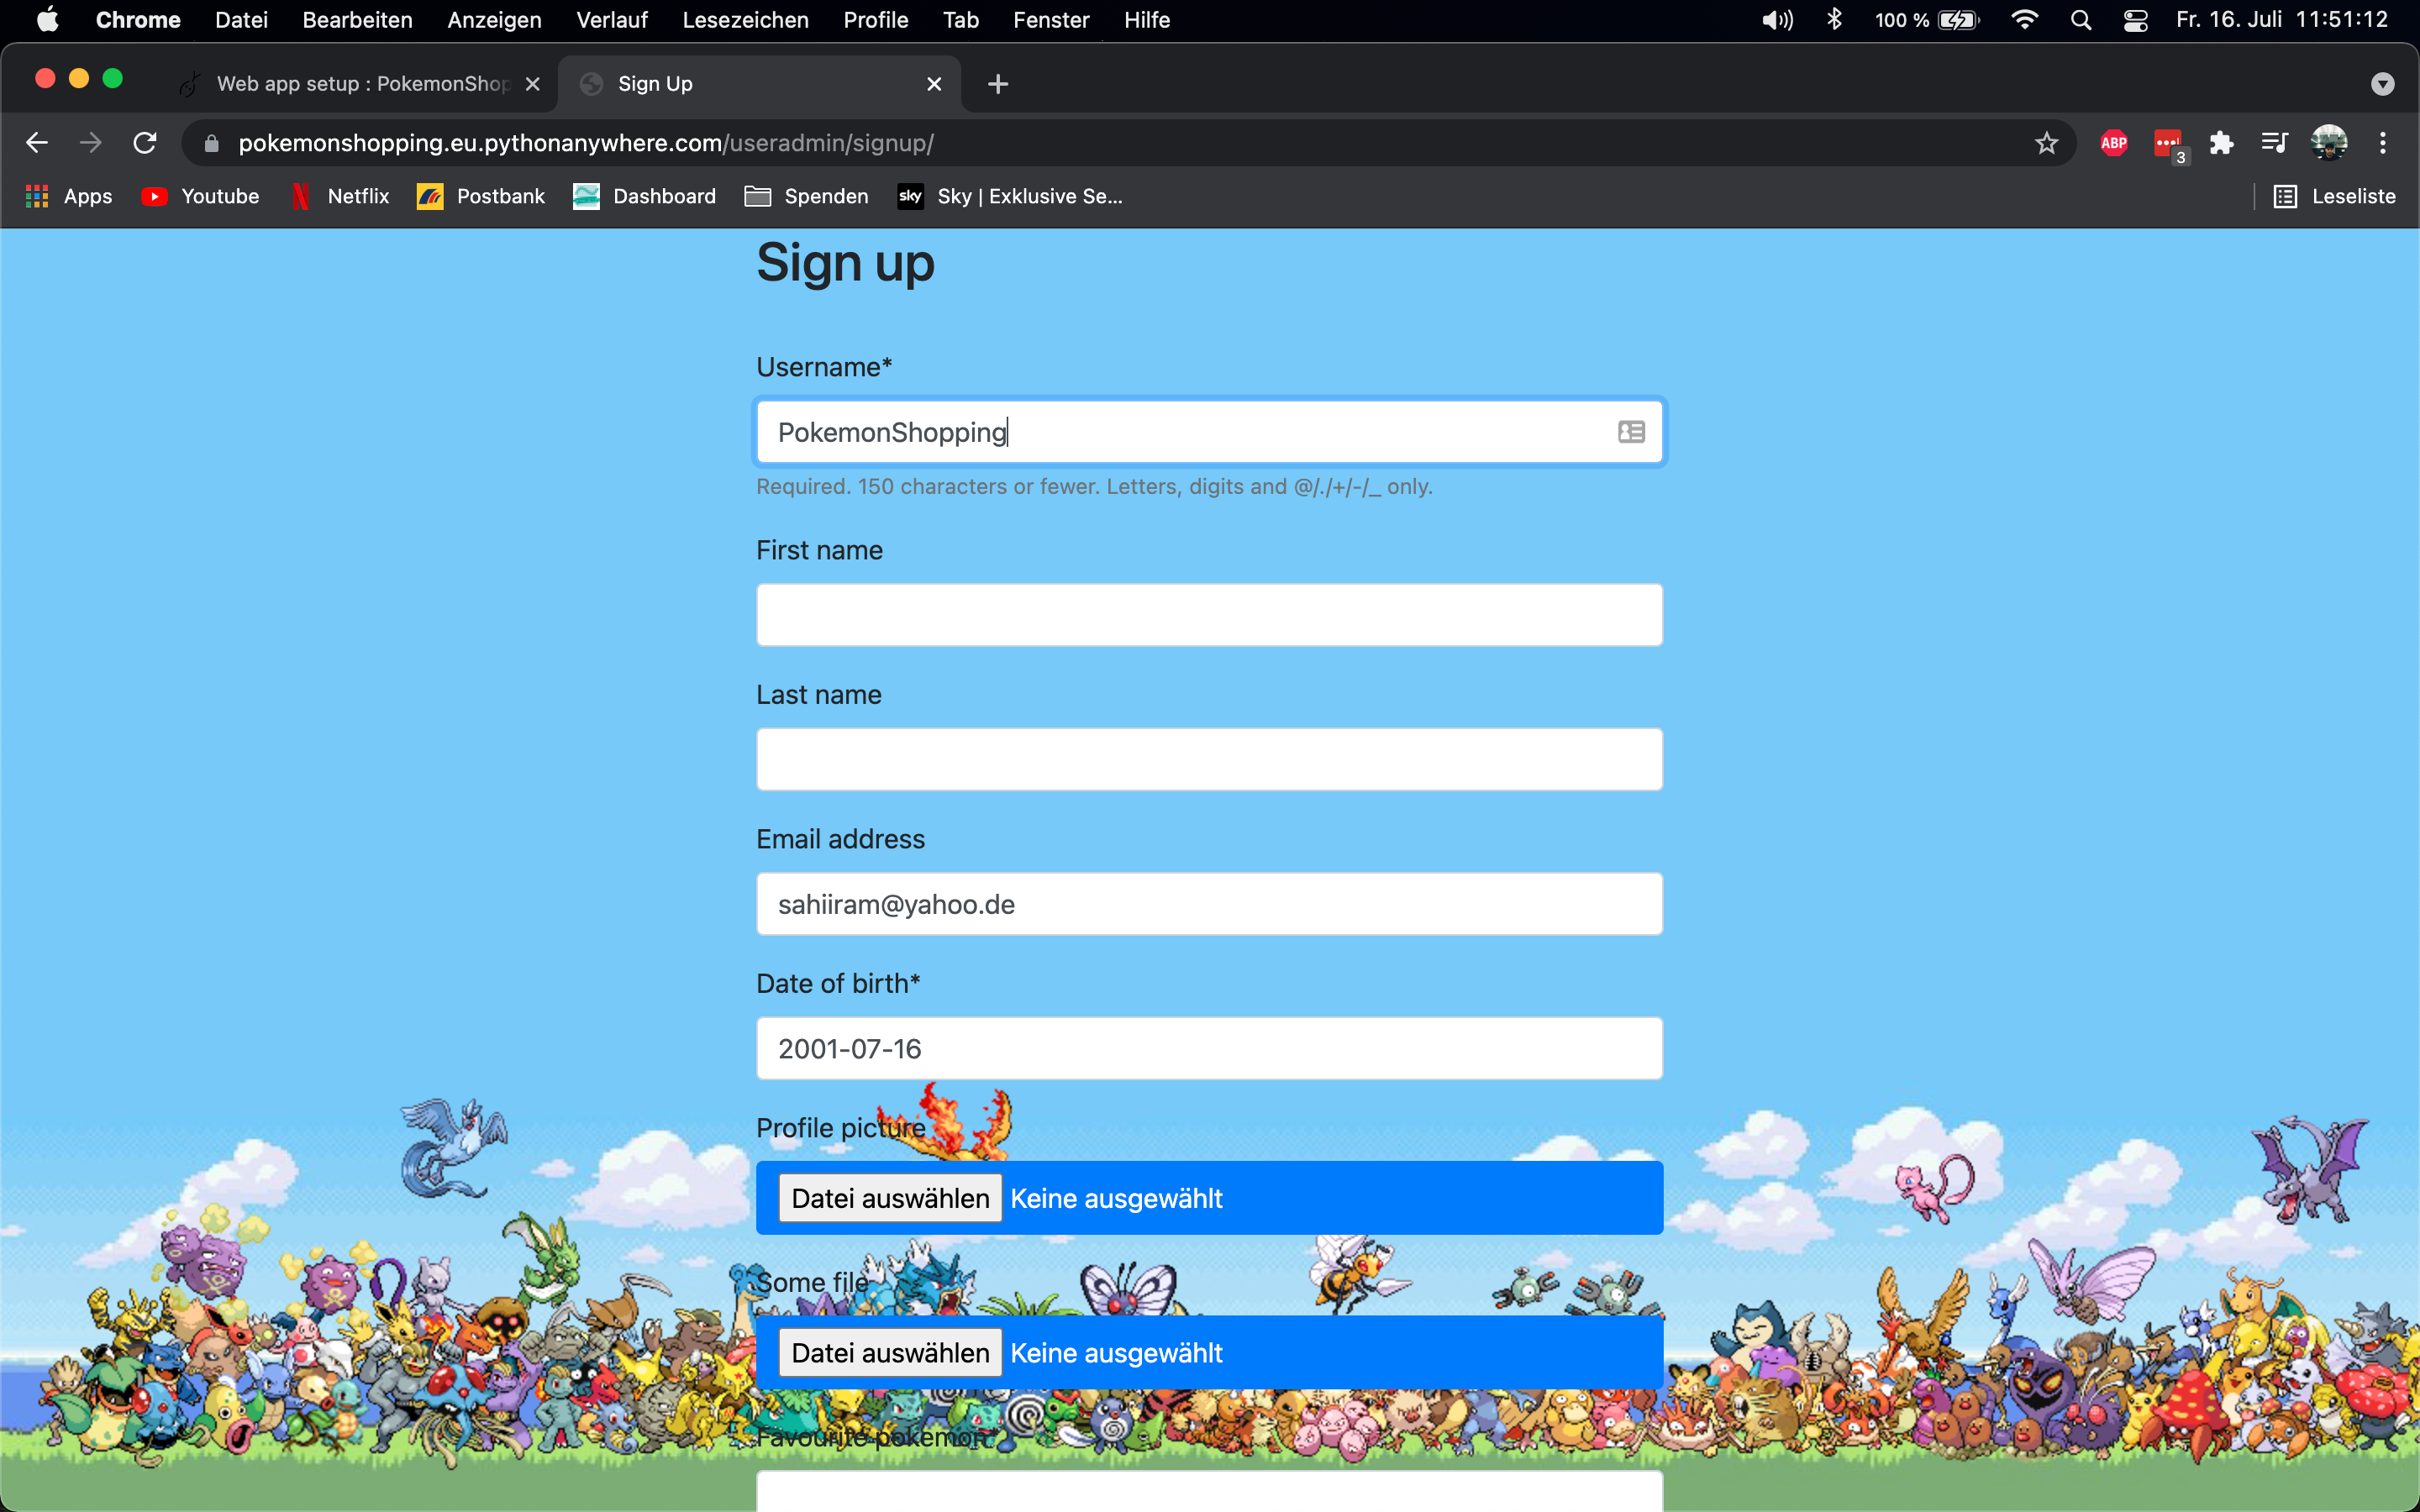 Chrome Datei Bearbeiten Anzeigen Verlauf Lesezeichen Profile Tab Fenster Hilfe 100 % Fr. 16. Juli 11:51:12
Web app setup : PokemonShop Sign Up
pokemonshopping.eu.pythonanywhere.com/useradmin/signup/ ABP 3
Apps Youtube Netflix Postbank Dashboard Spenden sky Sky | Exklusive Se... Leseliste
Sign up
Username*
PokemonShopping
Required. 150 characters or fewer. Letters, digits and @/./+/-/_ only.
First name
Last name
Email address
sahiiram@yahoo.de
Date of birth*
2001-07-16
Profile picture
Datei auswählen Keine ausgewählt
Some file
Datei auswählen Keine ausgewählt
Favourite pokemon*